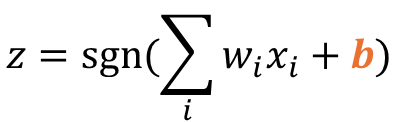 z = sgn(∑ᵢ wᵢxᵢ + b)